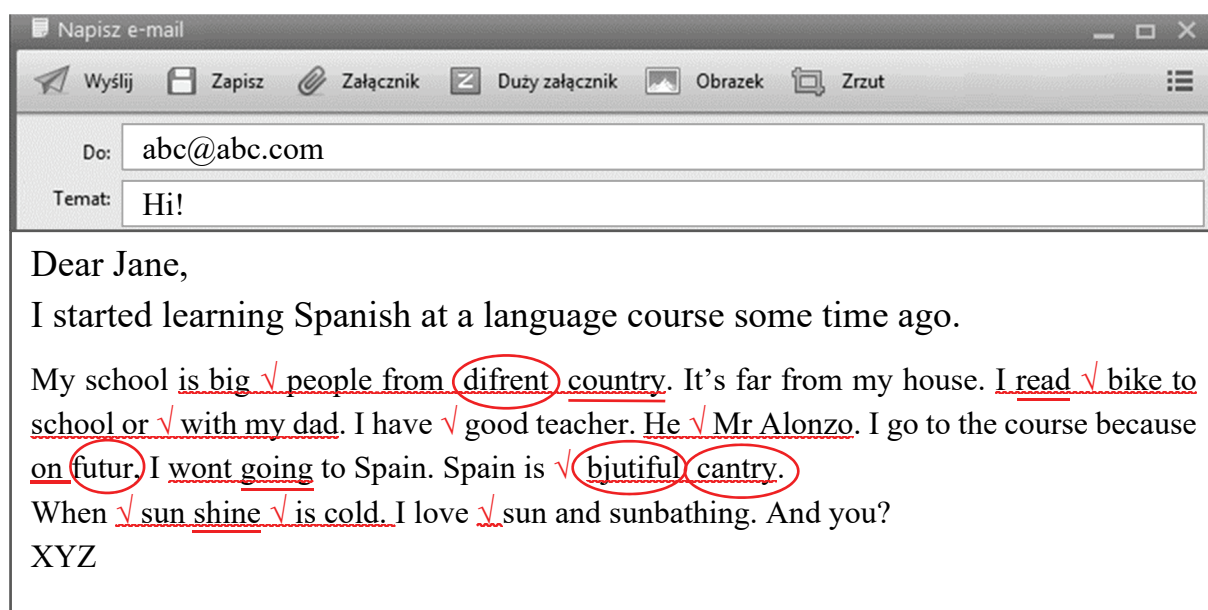 Napisz e-mail
Wyślij Zapisz Załącznik Duży załącznik Obrazek Zrzut
Do: abc@abc.com
Temat: Hi!
Dear Jane,
I started learning Spanish at a language course some time ago.
My school is big √ people from difrent country. It’s far from my house. I read √ bike to
school or √ with my dad. I have √ good teacher. He √ Mr Alonzo. I go to the course because
on futur, I wont going to Spain. Spain is √ bjutiful cantry.
When √ sun shine √ is cold. I love √ sun and sunbathing. And you?
XYZ